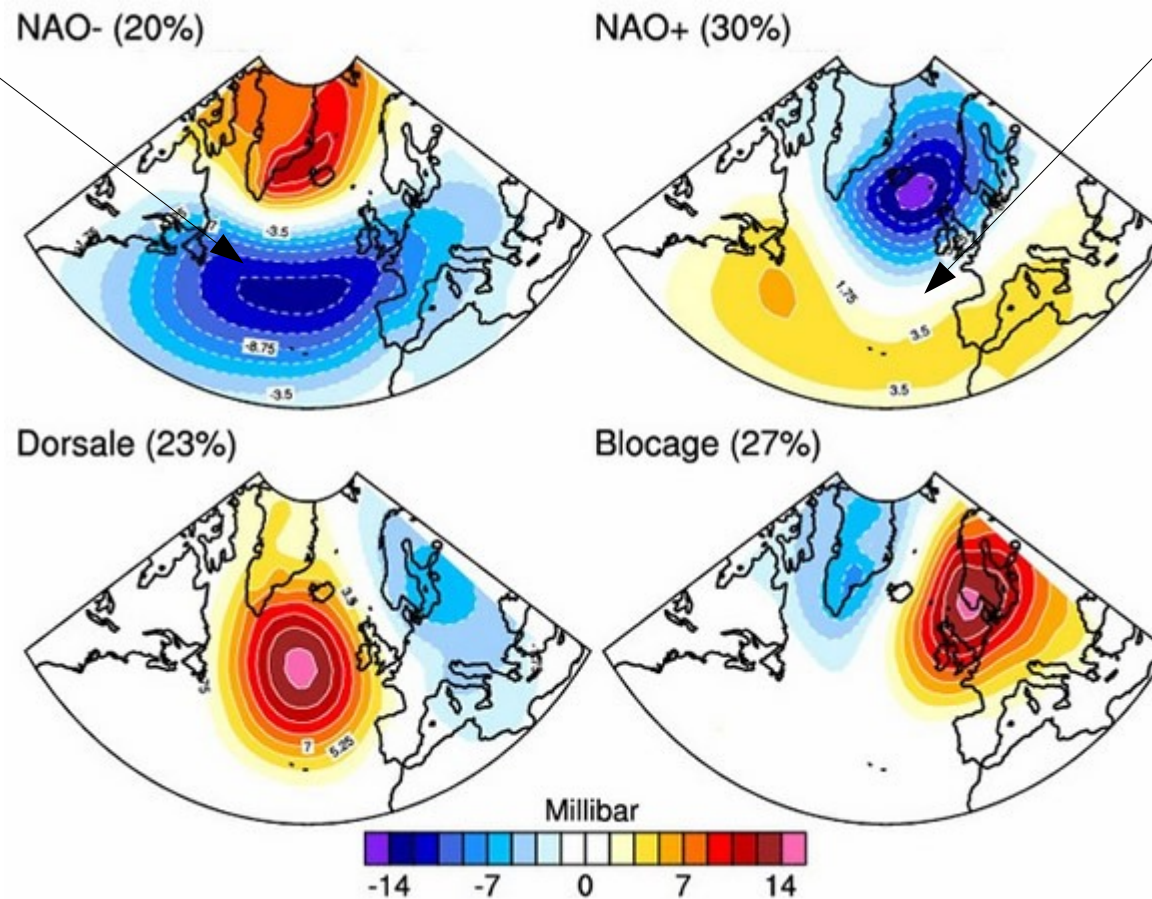 NAO- (20%)
NAO+ (30%)
-3.5
-8.75
-3.5
1.75
3.5
3.5
Dorsale (23%)
Blocage (27%)
3.5
7
5.25
Millibar
-14 -7 0 7 14